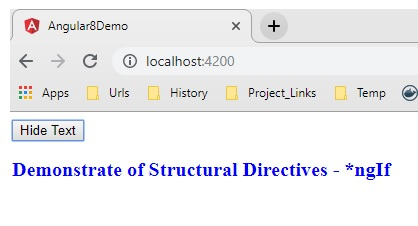 Angular8Demo
localhost:4200
Apps Urls History Project_Links Temp
Hide Text
Demonstrate of Structural Directives - *ngIf